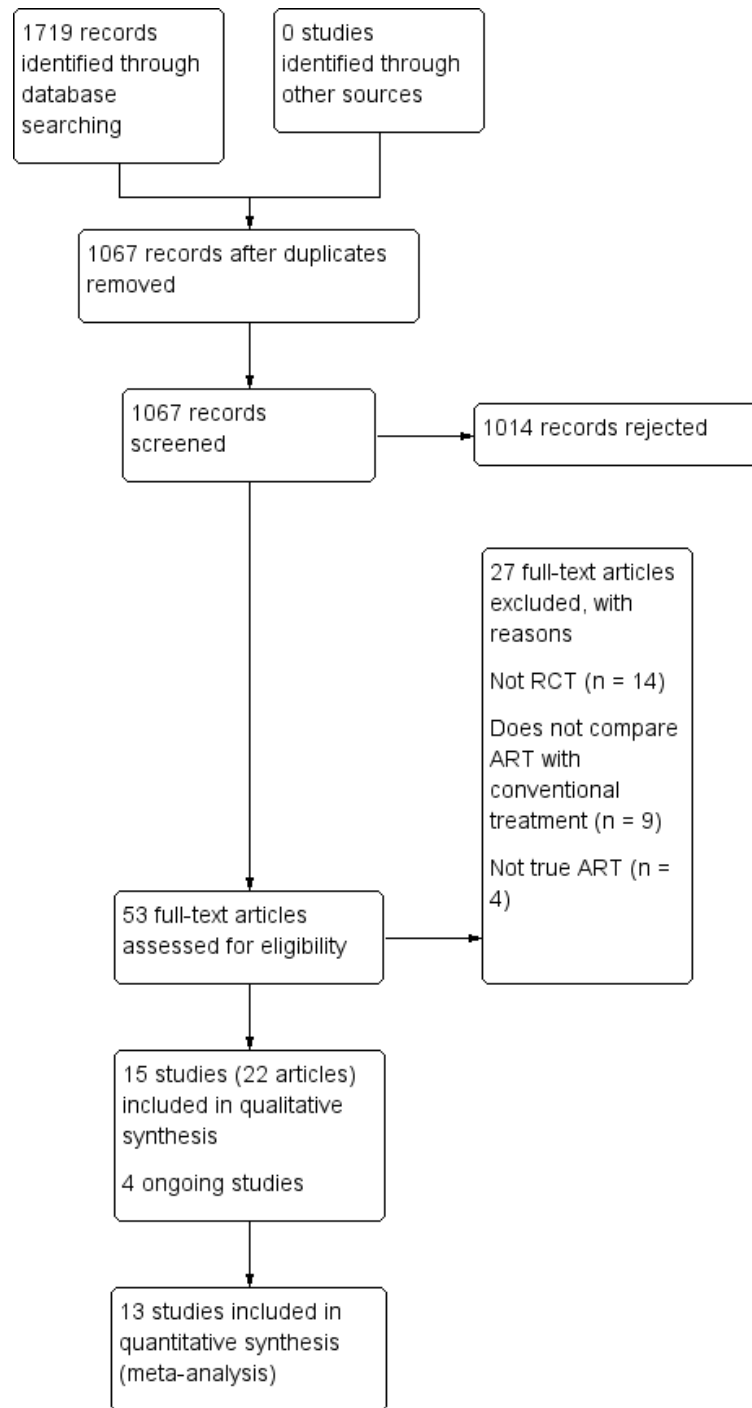 1719 records
identified through
database
searching
0 studies
identified through
other sources
1067 records after duplicates
removed
1067 records
screened
1014 records rejected
27 full-text articles
excluded, with
reasons
Not RCT (n = 14)
Does not compare
ART with
conventional
treatment (n = 9)
Not true ART (n =
4)
53 full-text articles
assessed for eligibility
15 studies (22 articles)
included in qualitative
synthesis
4 ongoing studies
13 studies included in
quantitative synthesis
(meta-analysis)